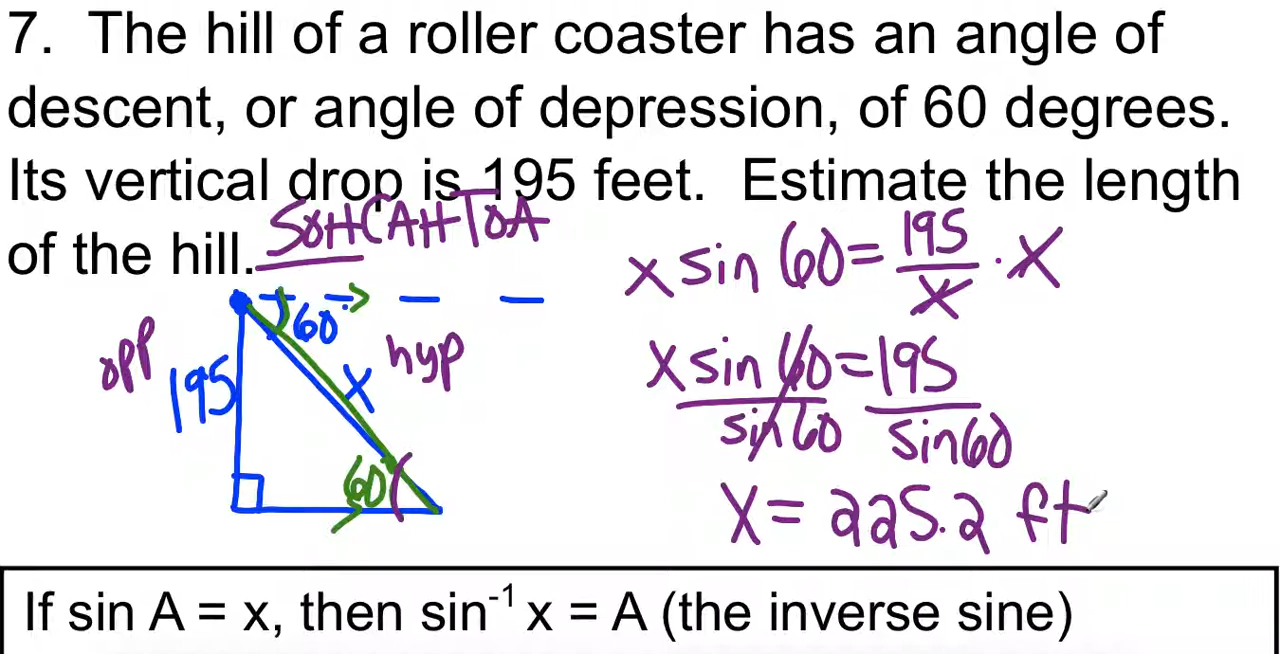 7. The hill of a roller coaster has an angle of
descent, or angle of depression, of 60 degrees.
Its vertical drop is 195 feet. Estimate the length
of the hill.
SOHCAHTOA
x sin 60 = 195/x · x
60°
opp
hyp
195
x
x sin 60 = 195
sin 60 sin 60
60
x = 225.2 ft
If sin A = x, then sin⁻¹ x = A (the inverse sine)